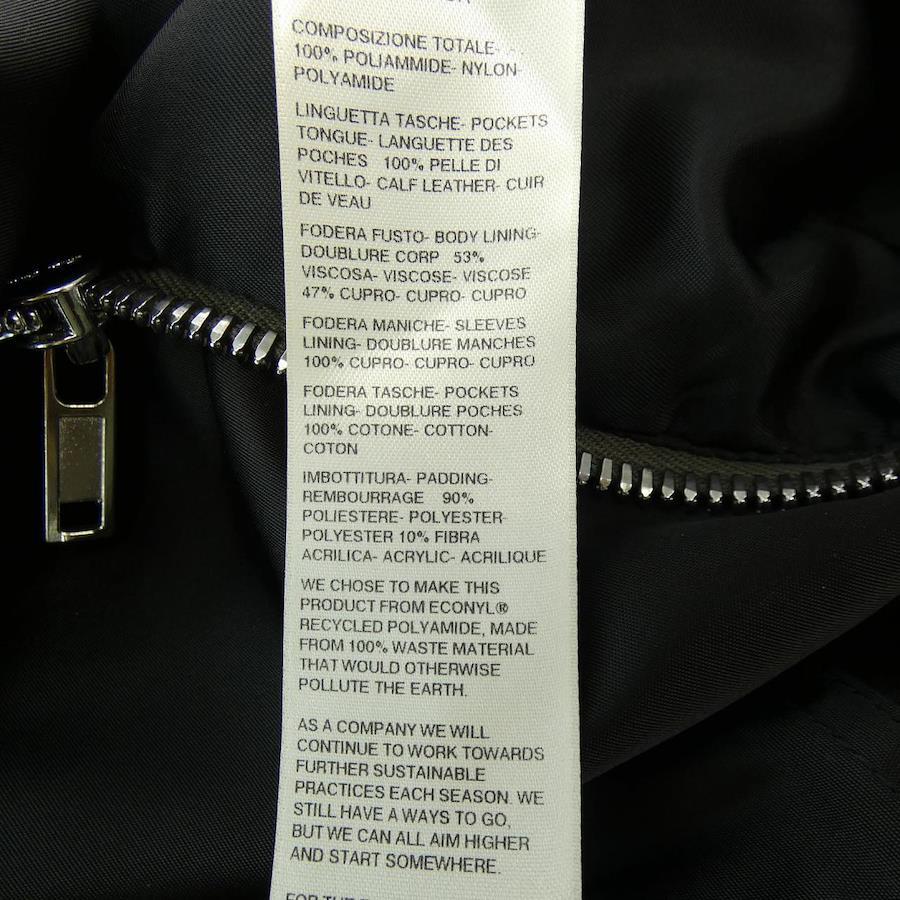 COMPOSIZIONE TOTALE-
100% POLIAMMIDE- NYLON-
POLYAMIDE
LINGUETTA TASCHE- POCKETS
TONGUE- LANGUETTE DES
POCHES 100% PELLE DI
VITELLO- CALF LEATHER- CUIR
DE VEAU
FODERA FUSTO- BODY LINING-
DOUBLURE CORP 53%
VISCOSA- VISCOSE- VISCOSE
47% CUPRO- CUPRO- CUPRO
FODERA MANICHE- SLEEVES
LINING- DOUBLURE MANCHES
100% CUPRO- CUPRO- CUPRO
FODERA TASCHE- POCKETS
LINING- DOUBLURE POCHES
100% COTONE- COTTON-
COTON
IMBOTTITURA- PADDING-
REMBOURRAGE 90%
POLIESTERE- POLYESTER-
POLYESTER 10% FIBRA
ACRILICA- ACRYLIC- ACRILIQUE
WE CHOSE TO MAKE THIS
PRODUCT FROM ECONYL®
RECYCLED POLYAMIDE, MADE
FROM 100% WASTE MATERIAL
THAT WOULD OTHERWISE
POLLUTE THE EARTH.
AS A COMPANY WE WILL
CONTINUE TO WORK TOWARDS
FURTHER SUSTAINABLE
PRACTICES EACH SEASON. WE
STILL HAVE A WAYS TO GO,
BUT WE CAN ALL AIM HIGHER
AND START SOMEWHERE.
FOR THE